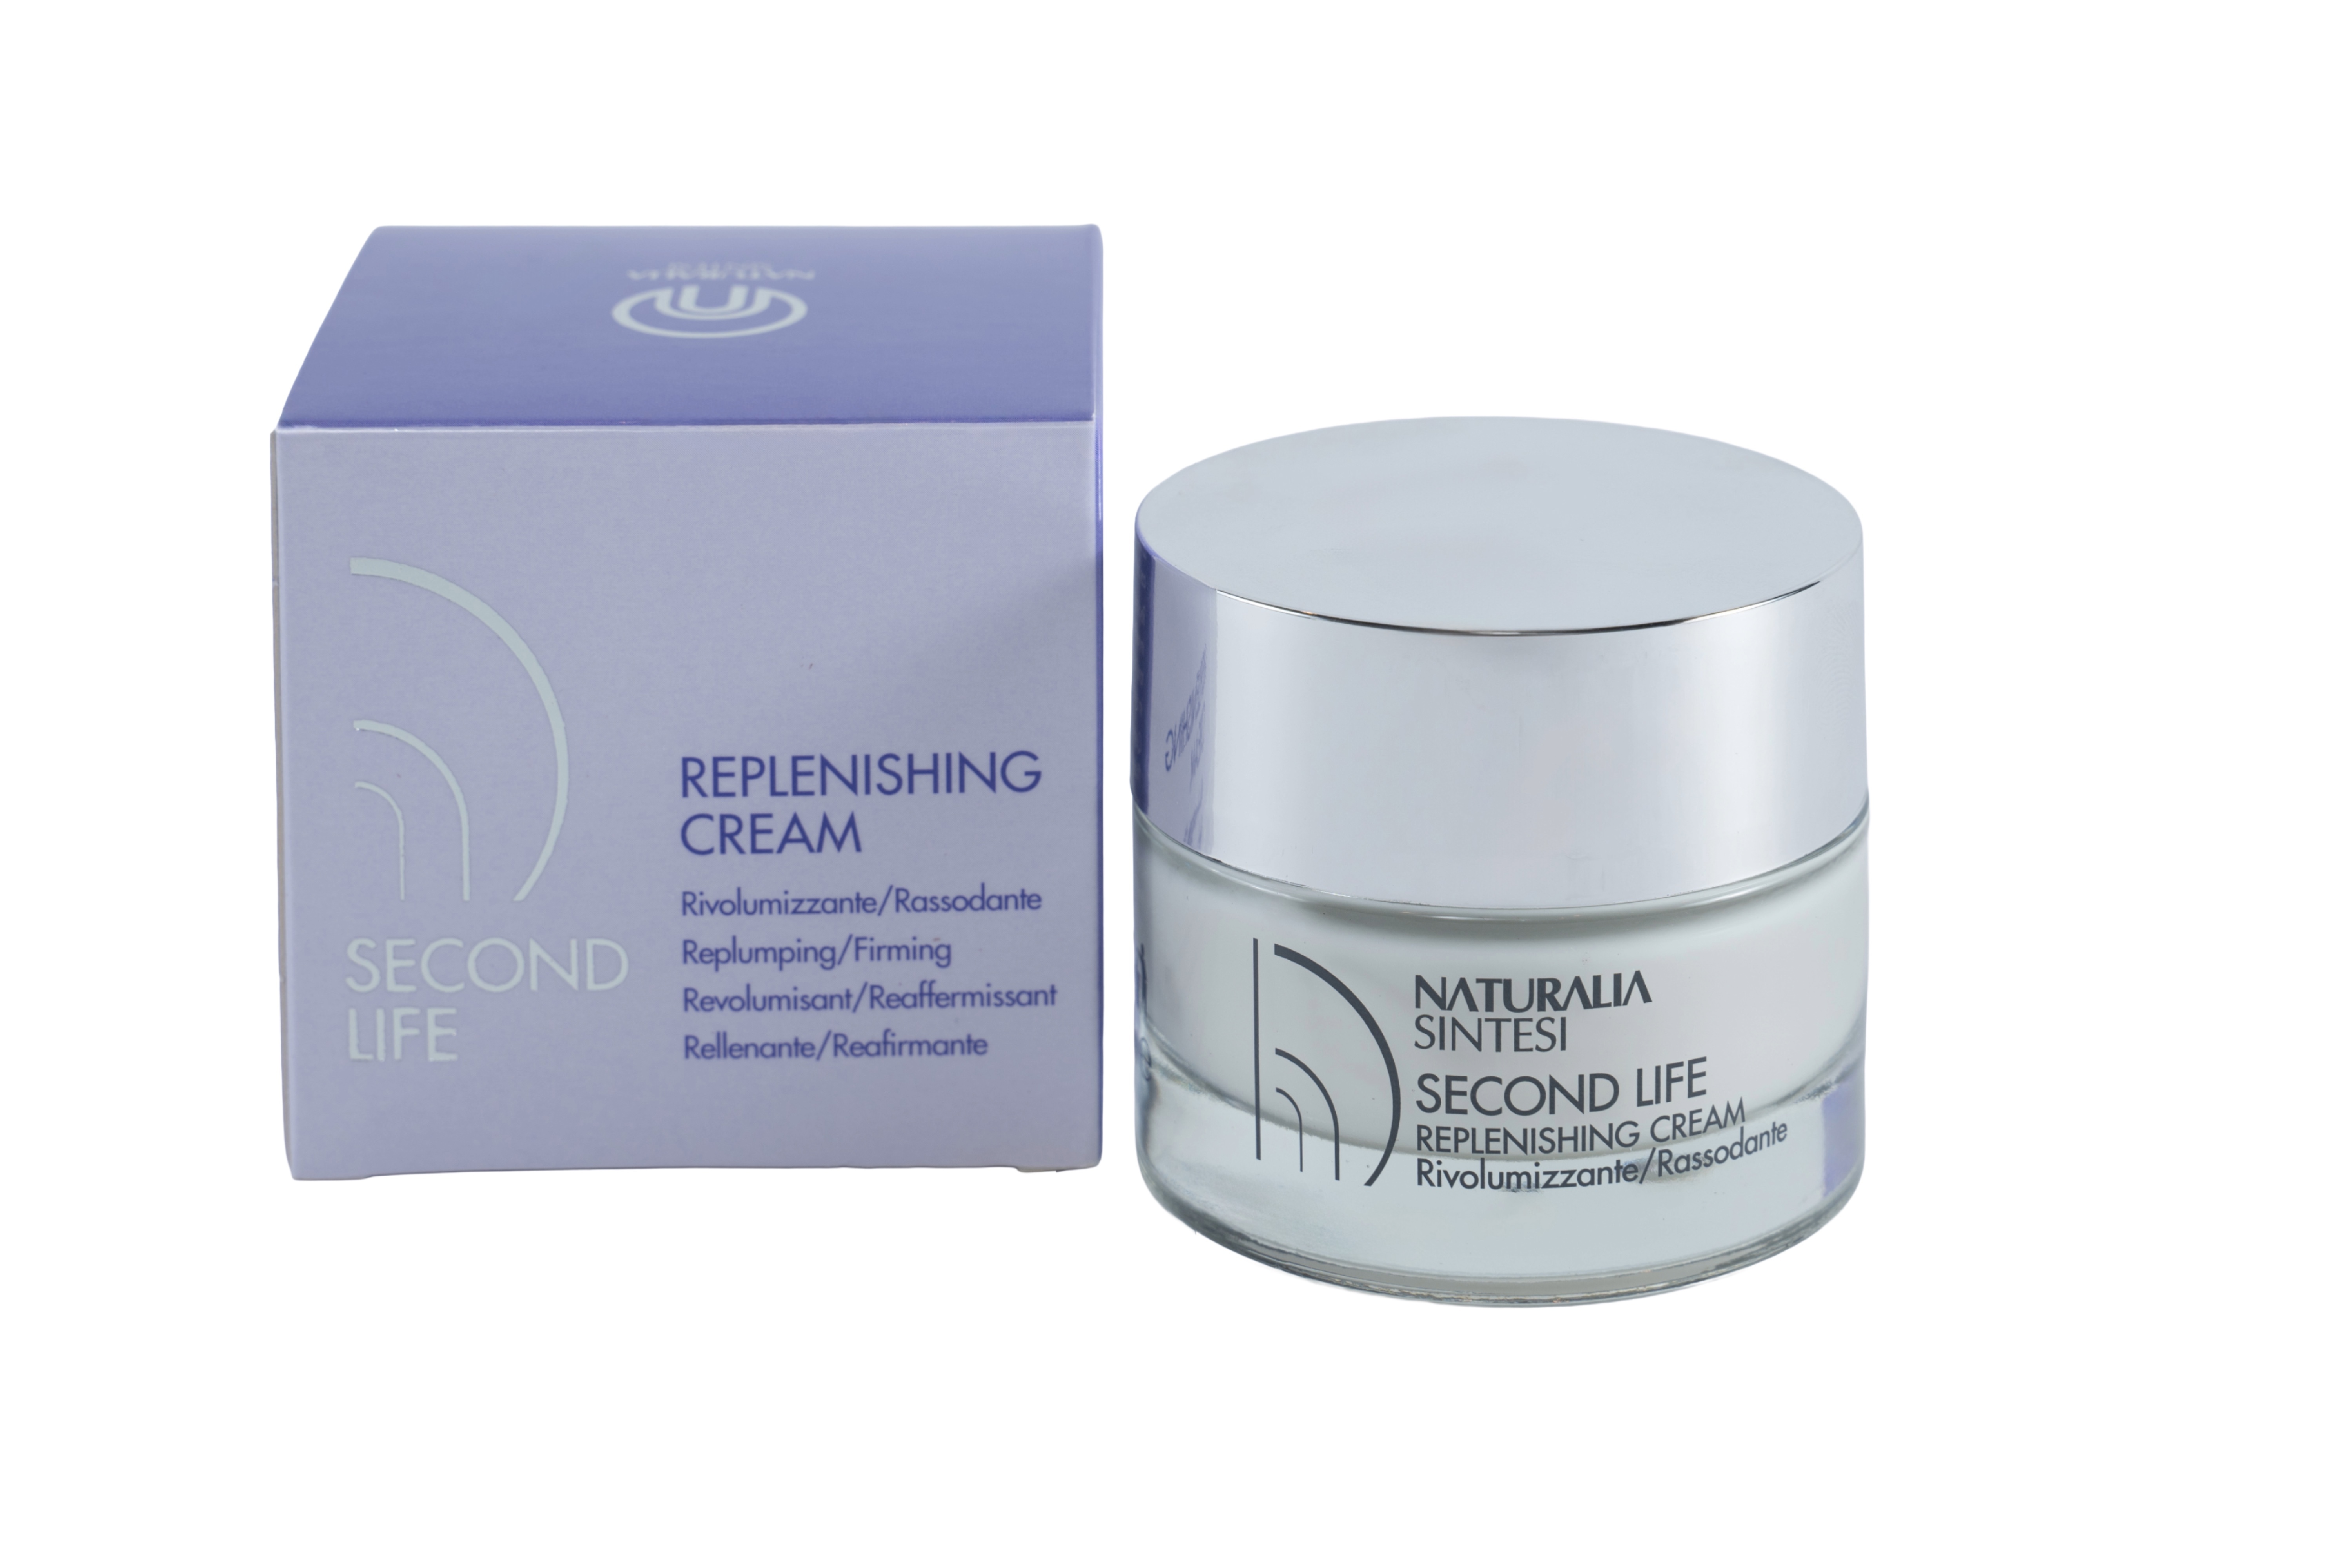 NATURALIA
SECOND
LIFE
REPLENISHING
CREAM
Rivolumizzante/Rassodante
Replumping/Firming
Revolumisant/Reaffermissant
Rellenante/Reafirmante
NATURALIA
SINTESI
SECOND LIFE
REPLENISHING CREAM
Rivolumizzante/Rassodante